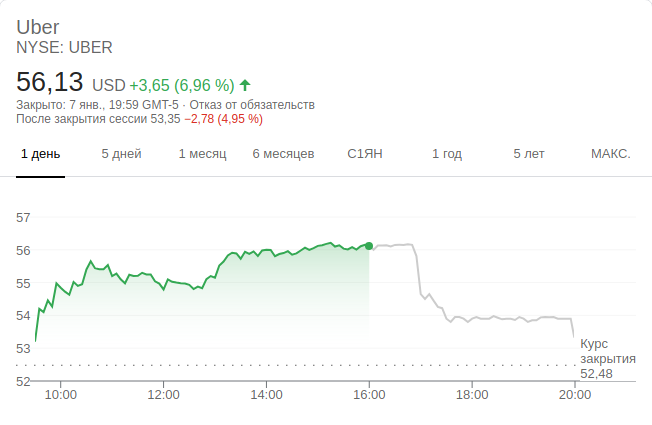 Uber
NYSE: UBER
56,13 USD +3,65 (6,96 %)
Закрыто: 7 янв., 19:59 GMT-5 · Отказ от обязательств
После закрытия сессии 53,35 −2,78 (4,95 %)
1 день 5 дней 1 месяц 6 месяцев С1ЯН 1 год 5 лет МАКС.
57
56
55
54
53
52
Курс
закрытия
52,48
10:00 12:00 14:00 16:00 18:00 20:00